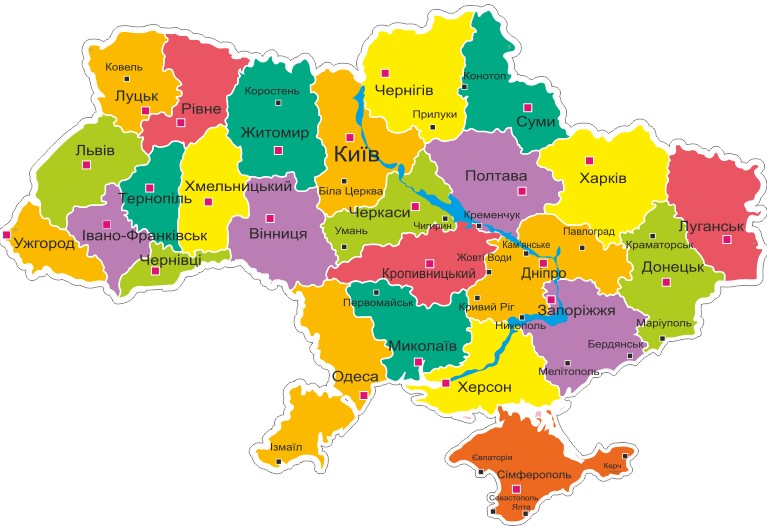 Ковель
Луцьк
Рівне
Коростень
Житомир
Київ
Біла Церква
Чернігів
Прилуки
Конотоп
Суми
Львів
Тернопіль
Хмельницький
Ужгород
Івано-Франківськ
Чернівці
Вінниця
Умань
Черкаси
Чигирин
Полтава
Кременчук
Харків
Луганськ
Краматорськ
Донецьк
Маріуполь
Павлоград
Кам'янське
Дніпро
Жовті Води
Кривий Ріг
Нікополь
Кропивницький
Первомайськ
Миколаїв
Одеса
Ізмаїл
Херсон
Запоріжжя
Бердянськ
Мелітополь
Євпаторія
Сімферополь
Керч
Севастополь
Ялта